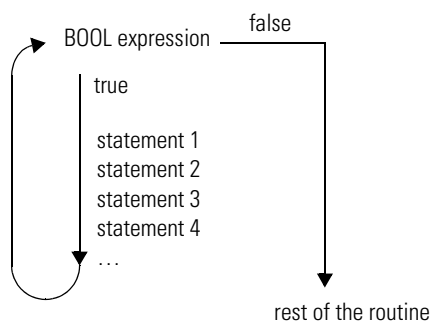 BOOL expression
false
true
statement 1
statement 2
statement 3
statement 4
…
rest of the routine